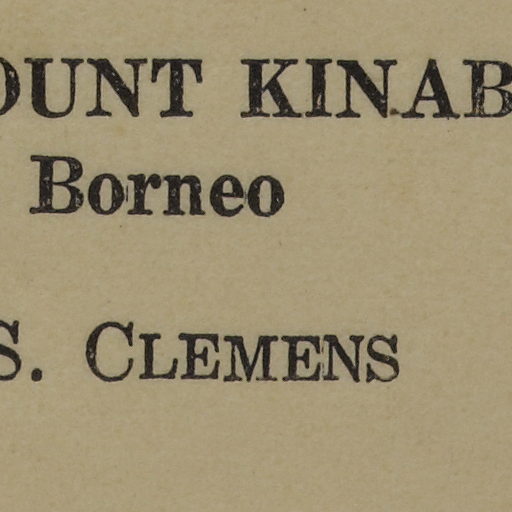 OUNT KINAB
Borneo
S. CLEMENS